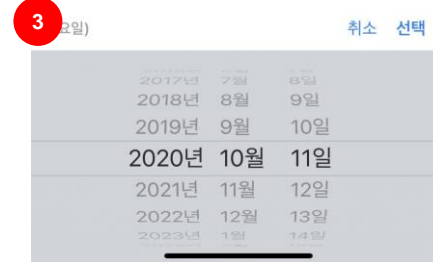 3
요일)
취소 선택
2017년 7월 8일
2018년 8월 9일
2019년 9월 10일
2020년 10월 11일
2021년 11월 12일
2022년 12월 13일
2023년 1월 14일